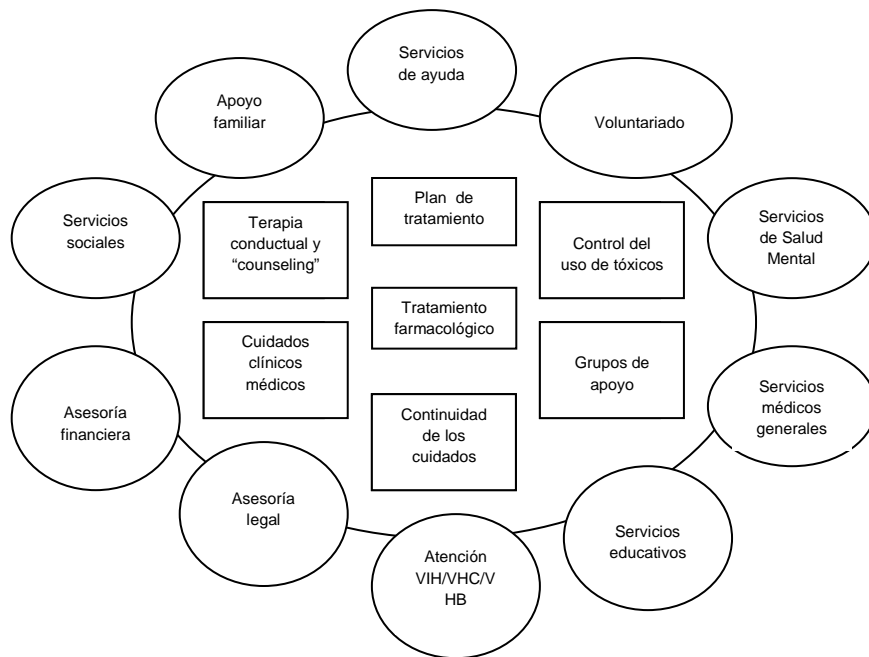 Servicios
de ayuda
Apoyo
familiar
Voluntariado
Servicios
sociales
Terapia
conductual y
“counseling”
Plan de
tratamiento
Control del
uso de tóxicos
Servicios
de Salud
Mental
Tratamiento
farmacológico
Cuidados
clínicos
médicos
Grupos de
apoyo
Servicios
médicos
generales
Asesoría
financiera
Continuidad
de los
cuidados
Asesoría
legal
Servicios
educativos
Atención
VIH/VHC/V
HB